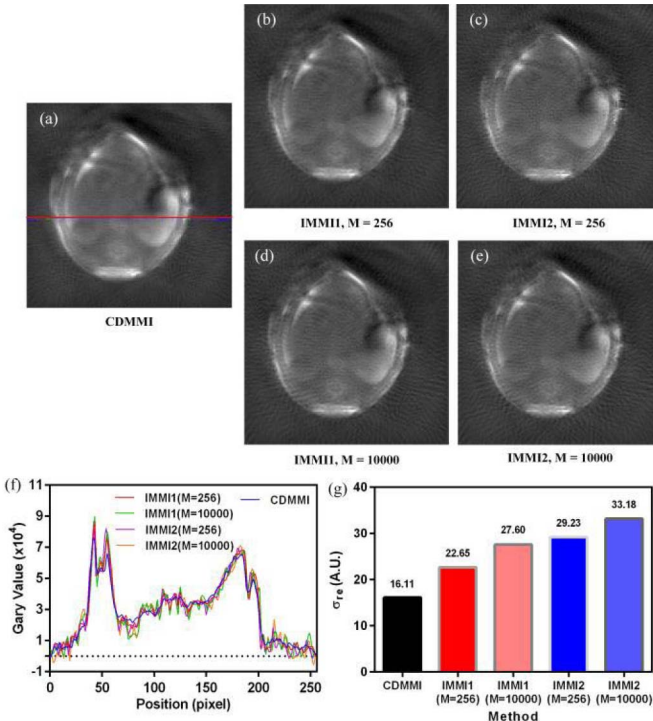 (a)
CDMMI
(b)
IMMI1, M = 256
(c)
IMMI2, M = 256
(d)
IMMI1, M = 10000
(e)
IMMI2, M = 10000
(f)
Gary Value (x10⁴)
11
9
7
5
3
1
-1
IMMI1(M=256)
IMMI1(M=10000)
IMMI2(M=256)
IMMI2(M=10000)
CDMMI
0
50
100
150
200
250
Position (pixel)
(g)
σre (A.U.)
40
30
20
10
0
16.11
22.65
27.60
29.23
33.18
CDMMI
IMMI1
(M=256)
IMMI1
(M=10000)
IMMI2
(M=256)
IMMI2
(M=10000)
Method